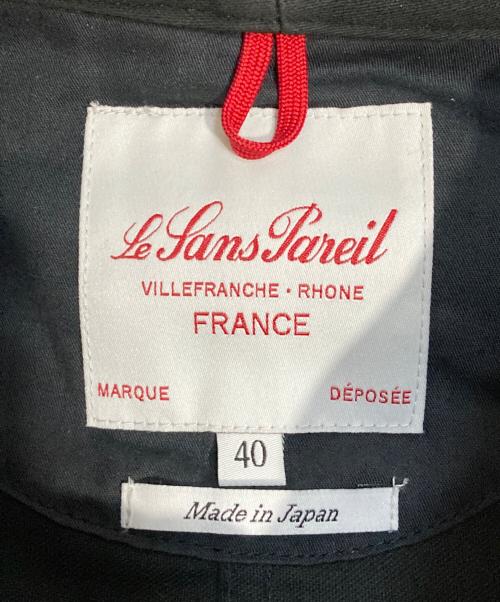 Le Sans Pareil
VILLEFRANCHE · RHONE
FRANCE
MARQUE DÉPOSÉE
40
Made in Japan